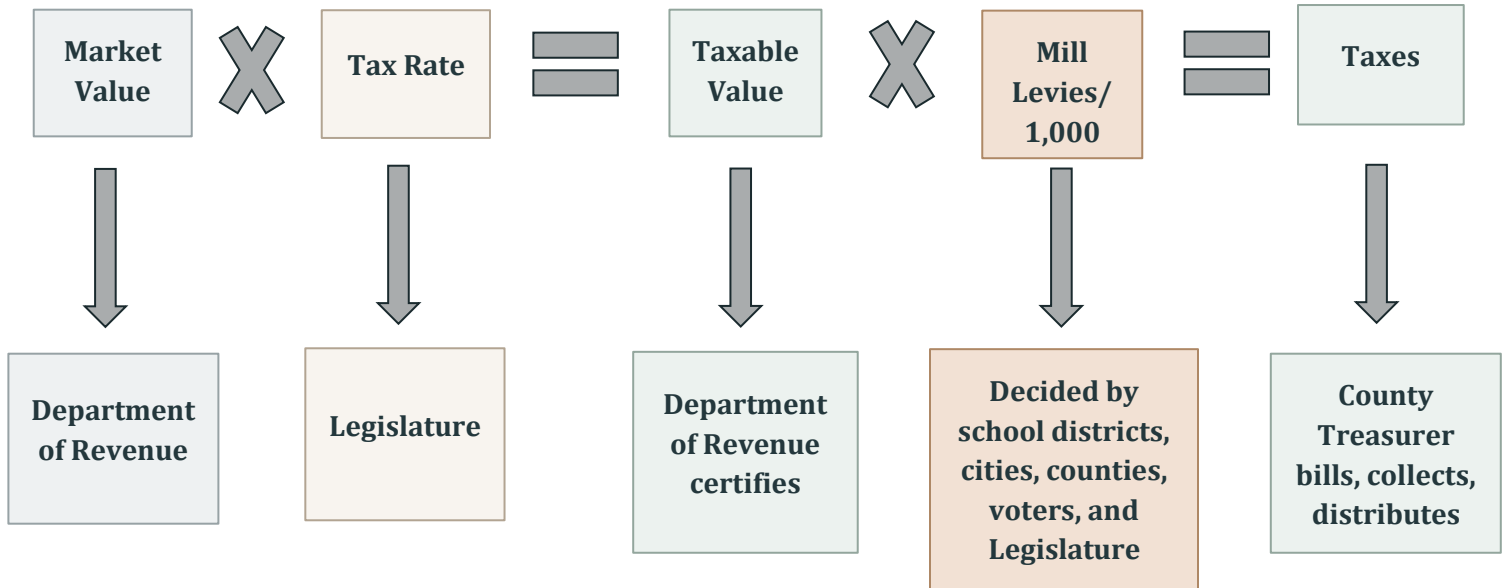 Market
Value
Tax Rate
Taxable
Value
Mill
Levies/
1,000
Taxes
Department
of Revenue
Legislature
Department
of Revenue
certifies
Decided by
school districts,
cities, counties,
voters, and
Legislature
County
Treasurer
bills, collects,
distributes